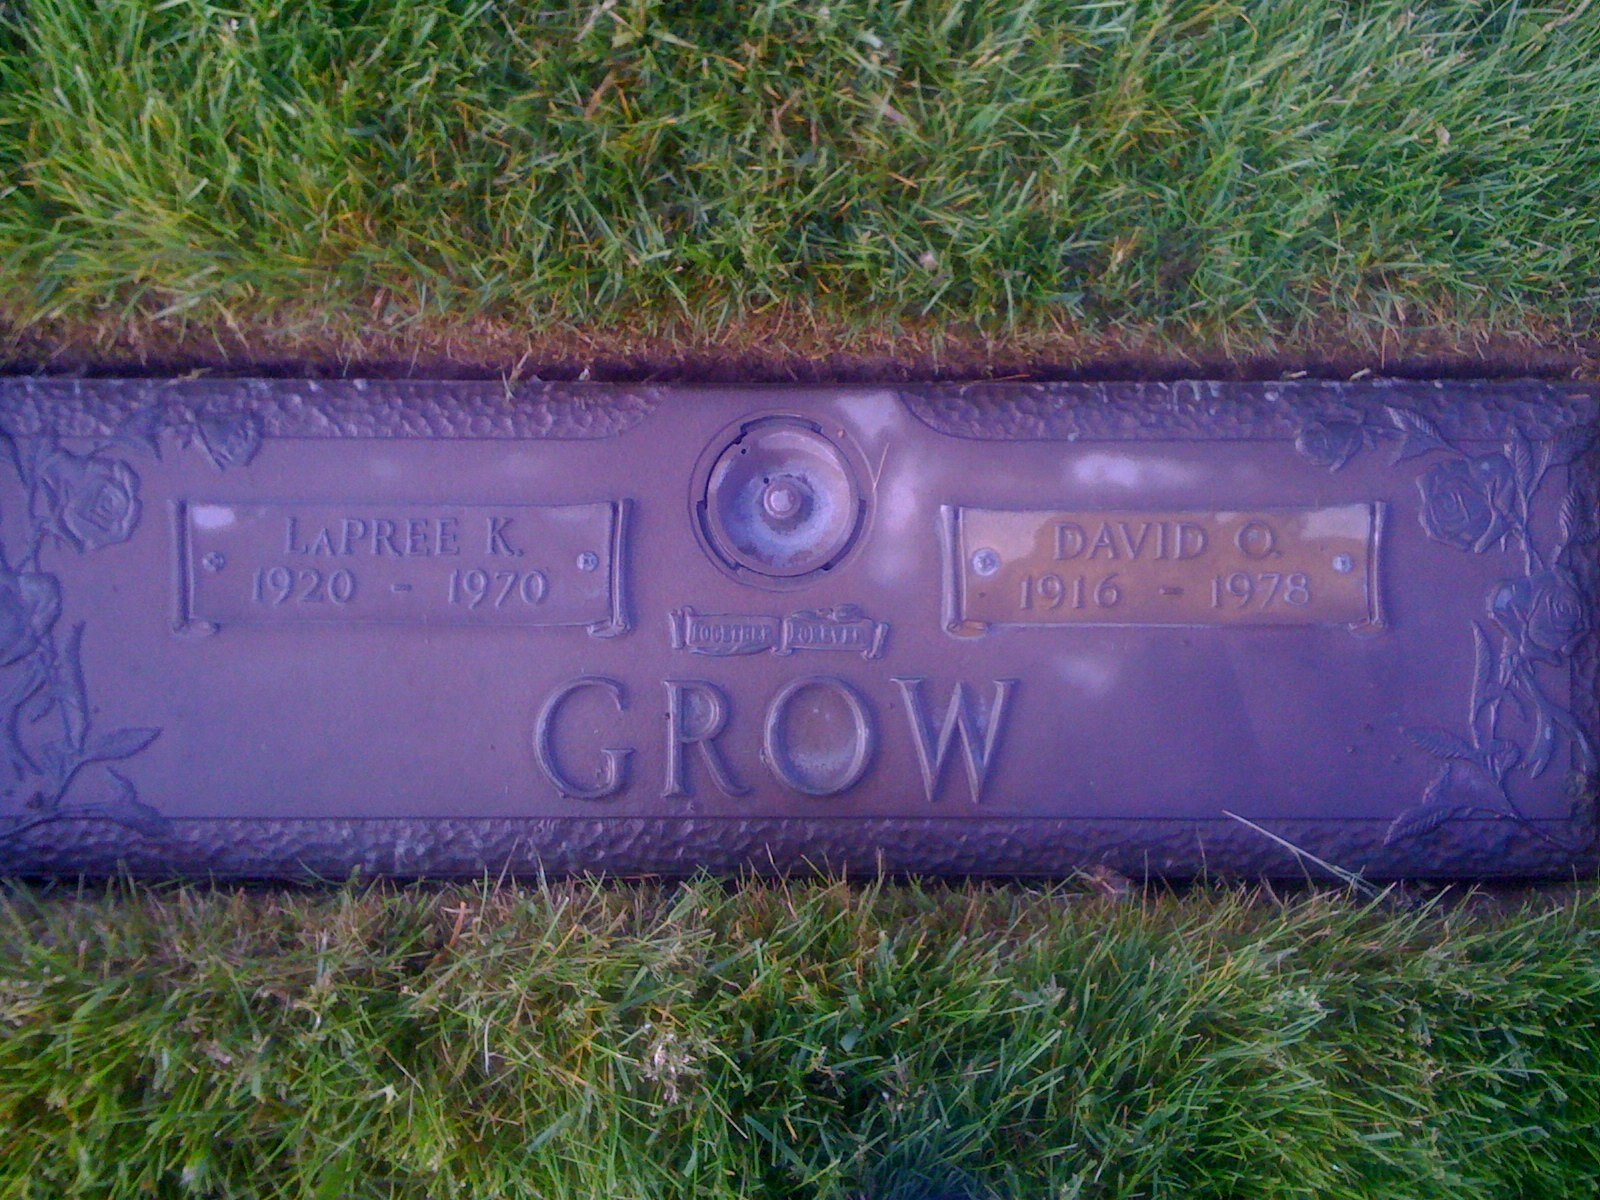 LAPREE K.
1920 - 1970
DAVID O.
1916 - 1978
TOGETHER FOREVER
GROW